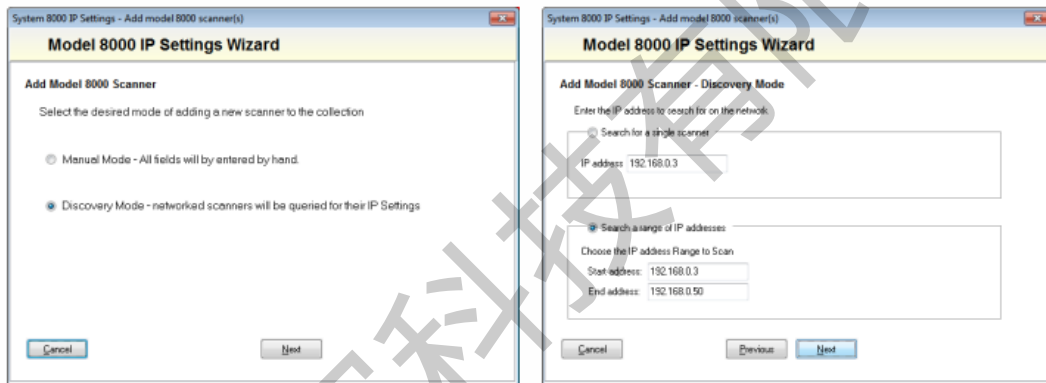 System 8000 IP Settings - Add model 8000 scanner(s)
Model 8000 IP Settings Wizard
Add Model 8000 Scanner
Select the desired mode of adding a new scanner to the collection
Manual Mode - All fields will by entered by hand.
Discovery Mode - networked scanners will be queried for their IP Settings
Cancel
Next
System 8000 IP Settings - Add model 8000 scanner(s)
Model 8000 IP Settings Wizard
Add Model 8000 Scanner - Discovery Mode
Enter the IP address to search for on the network.
Search for a single scanner
IP address 192.168.0.3
Search a range of IP addresses
Choose the IP address Range to Scan
Start address: 192.168.0.3
End address: 192.168.0.50
Cancel
Previous
Next
科技有限